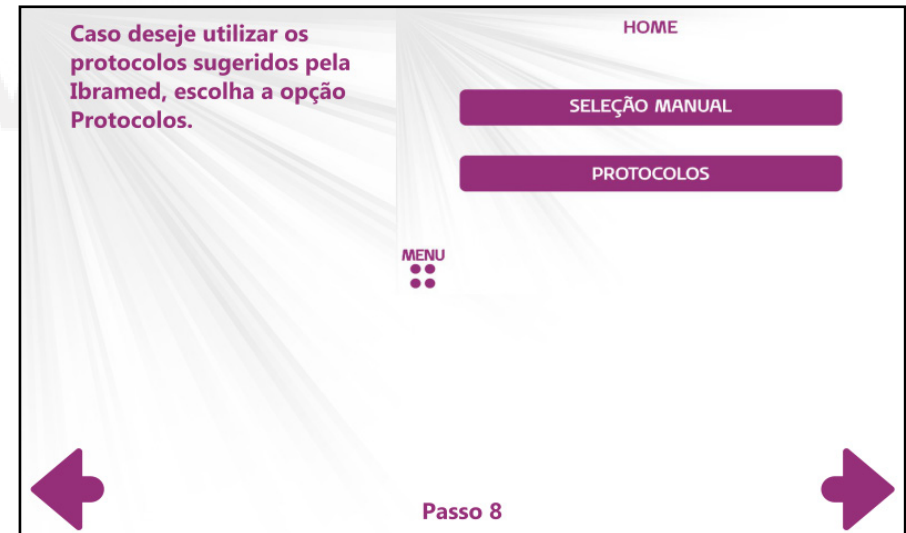 Caso deseje utilizar os
protocolos sugeridos pela
Ibramed, escolha a opção
Protocolos.
HOME
SELEÇÃO MANUAL
PROTOCOLOS
MENU
Passo 8